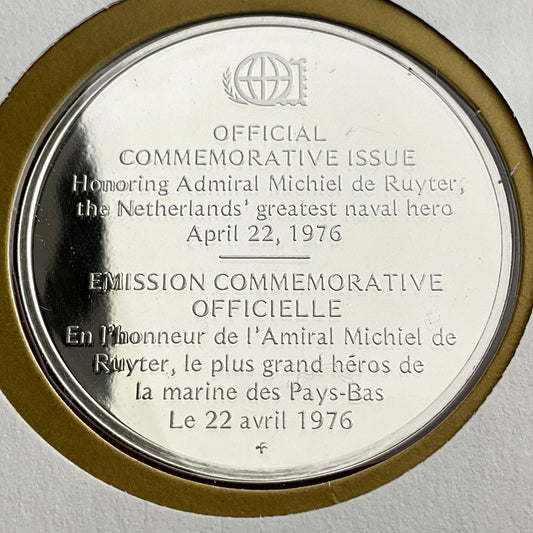 OFFICIAL
COMMEMORATIVE ISSUE
Honoring Admiral Michiel de Ruyter,
the Netherlands' greatest naval hero
April 22, 1976
EMISSION COMMEMORATIVE
OFFICIELLE
En l'honneur de l'Amiral Michiel de
Ruyter, le plus grand héros de
la marine des Pays-Bas
Le 22 avril 1976